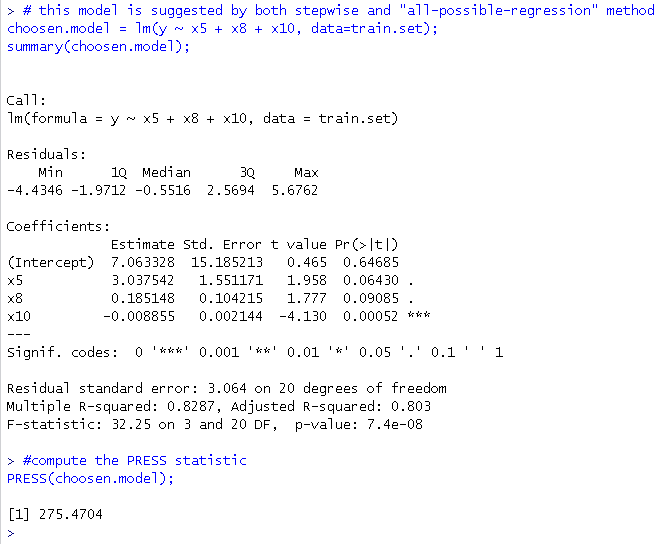 > # this model is suggested by both stepwise and "all-possible-regression" method
choosen.model = lm(y ~ x5 + x8 + x10, data=train.set);
summary(choosen.model);
Call:
lm(formula = y ~ x5 + x8 + x10, data = train.set)
Residuals:
    Min      1Q  Median      3Q     Max
-4.4346 -1.9712 -0.5516  2.5694  5.6762
Coefficients:
             Estimate Std. Error t value Pr(>|t|)
(Intercept)  7.063328  15.185213   0.465  0.64685
x5           3.037542   1.551171   1.958  0.06430 .
x8           0.185148   0.104215   1.777  0.09085 .
x10         -0.008855   0.002144  -4.130  0.00052 ***
---
Signif. codes:  0 '***' 0.001 '**' 0.01 '*' 0.05 '.' 0.1 ' ' 1
Residual standard error: 3.064 on 20 degrees of freedom
Multiple R-squared: 0.8287, Adjusted R-squared: 0.803
F-statistic: 32.25 on 3 and 20 DF,  p-value: 7.4e-08
> #compute the PRESS statistic
PRESS(choosen.model);
[1] 275.4704
>